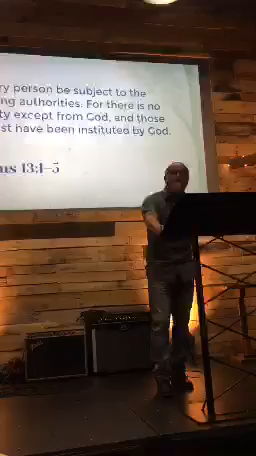 ry person be subject to the
ng authorities. For there is no
ty except from God, and those
st have been instituted by God.
us 13:1–5